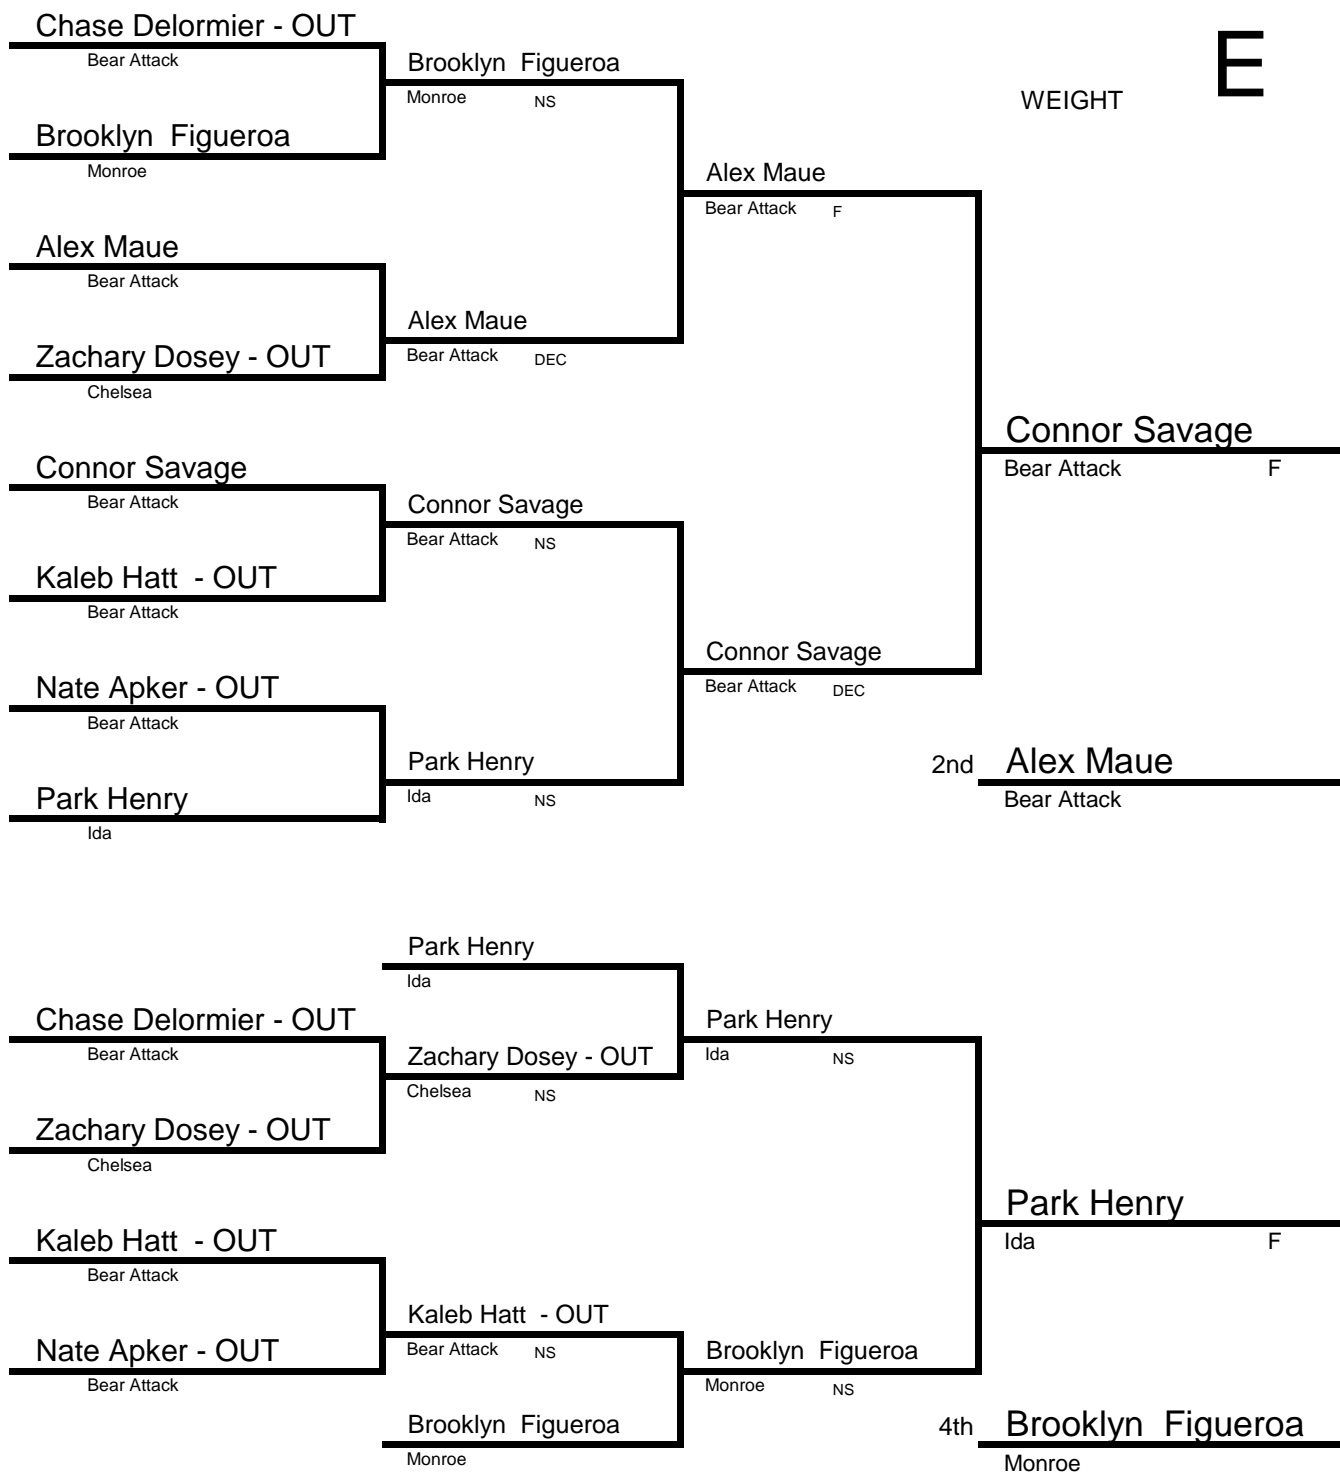 Chase Delormier - OUT
Bear Attack
Brooklyn  Figueroa
Monroe NS
E
WEIGHT
Brooklyn  Figueroa
Monroe
Alex Maue
Bear Attack F
Alex Maue
Bear Attack
Alex Maue
Bear Attack DEC
Zachary Dosey - OUT
Chelsea
Connor Savage
Bear Attack F
Connor Savage
Bear Attack
Connor Savage
Bear Attack NS
Kaleb Hatt  - OUT
Bear Attack
Connor Savage
Bear Attack DEC
Nate Apker - OUT
Bear Attack
Park Henry
Ida NS
2nd Alex Maue
Bear Attack
Park Henry
Ida
Park Henry
Ida
Chase Delormier - OUT
Bear Attack
Park Henry
Ida NS
Zachary Dosey - OUT
Chelsea NS
Zachary Dosey - OUT
Chelsea
Park Henry
Ida F
Kaleb Hatt  - OUT
Bear Attack
Kaleb Hatt  - OUT
Bear Attack NS
Nate Apker - OUT
Bear Attack
Brooklyn  Figueroa
Monroe NS
Brooklyn  Figueroa
Monroe
4th Brooklyn  Figueroa
Monroe